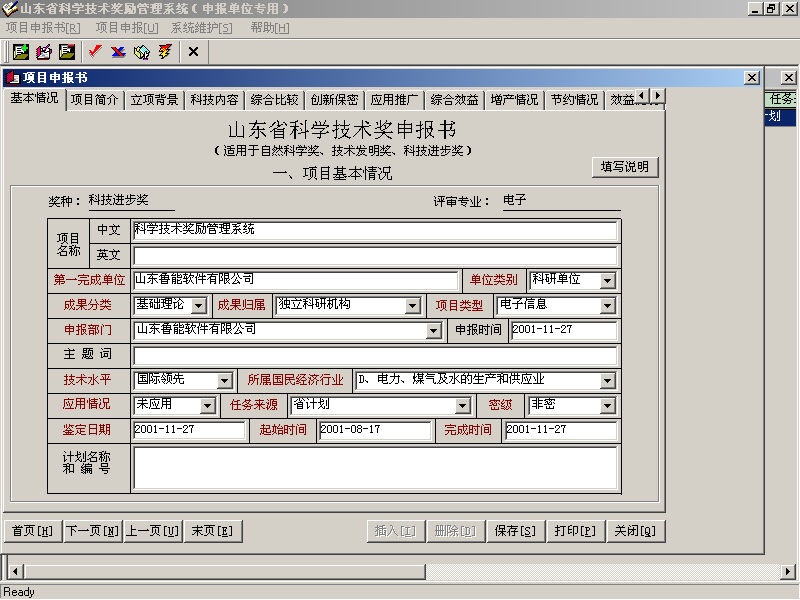 山东省科学技术奖励管理系统（申报单位专用）
项目申报书[R] 项目申报[U] 系统维护[S] 帮助[H]
项目申报书
基本情况 项目简介 立项背景 科技内容 综合比较 创新保密 应用推广 综合效益 增产情况 节约情况 效益
任务:
划
山东省科学技术奖申报书
（适用于自然科学奖、技术发明奖、科技进步奖）
一、项目基本情况
填写说明
奖种： 科技进步奖 评审专业： 电子
项目名称 中文 科学技术奖励管理系统
英文
第一完成单位 山东鲁能软件有限公司 单位类别 科研单位
成果分类 基础理论 成果归属 独立科研机构 项目类型 电子信息
申报部门 山东鲁能软件有限公司 申报时间 2001-11-27
主 题 词
技术水平 国际领先 所属国民经济行业 D、电力、煤气及水的生产和供应业
应用情况 未应用 任务来源 省计划 密级 非密
鉴定日期 2001-11-27 起始时间 2001-08-17 完成时间 2001-11-27
计划名称
和 编 号
首页[H] 下一页[N] 上一页[U] 末页[E] 插入[I] 删除[D] 保存[S] 打印[P] 关闭[Q]
Ready